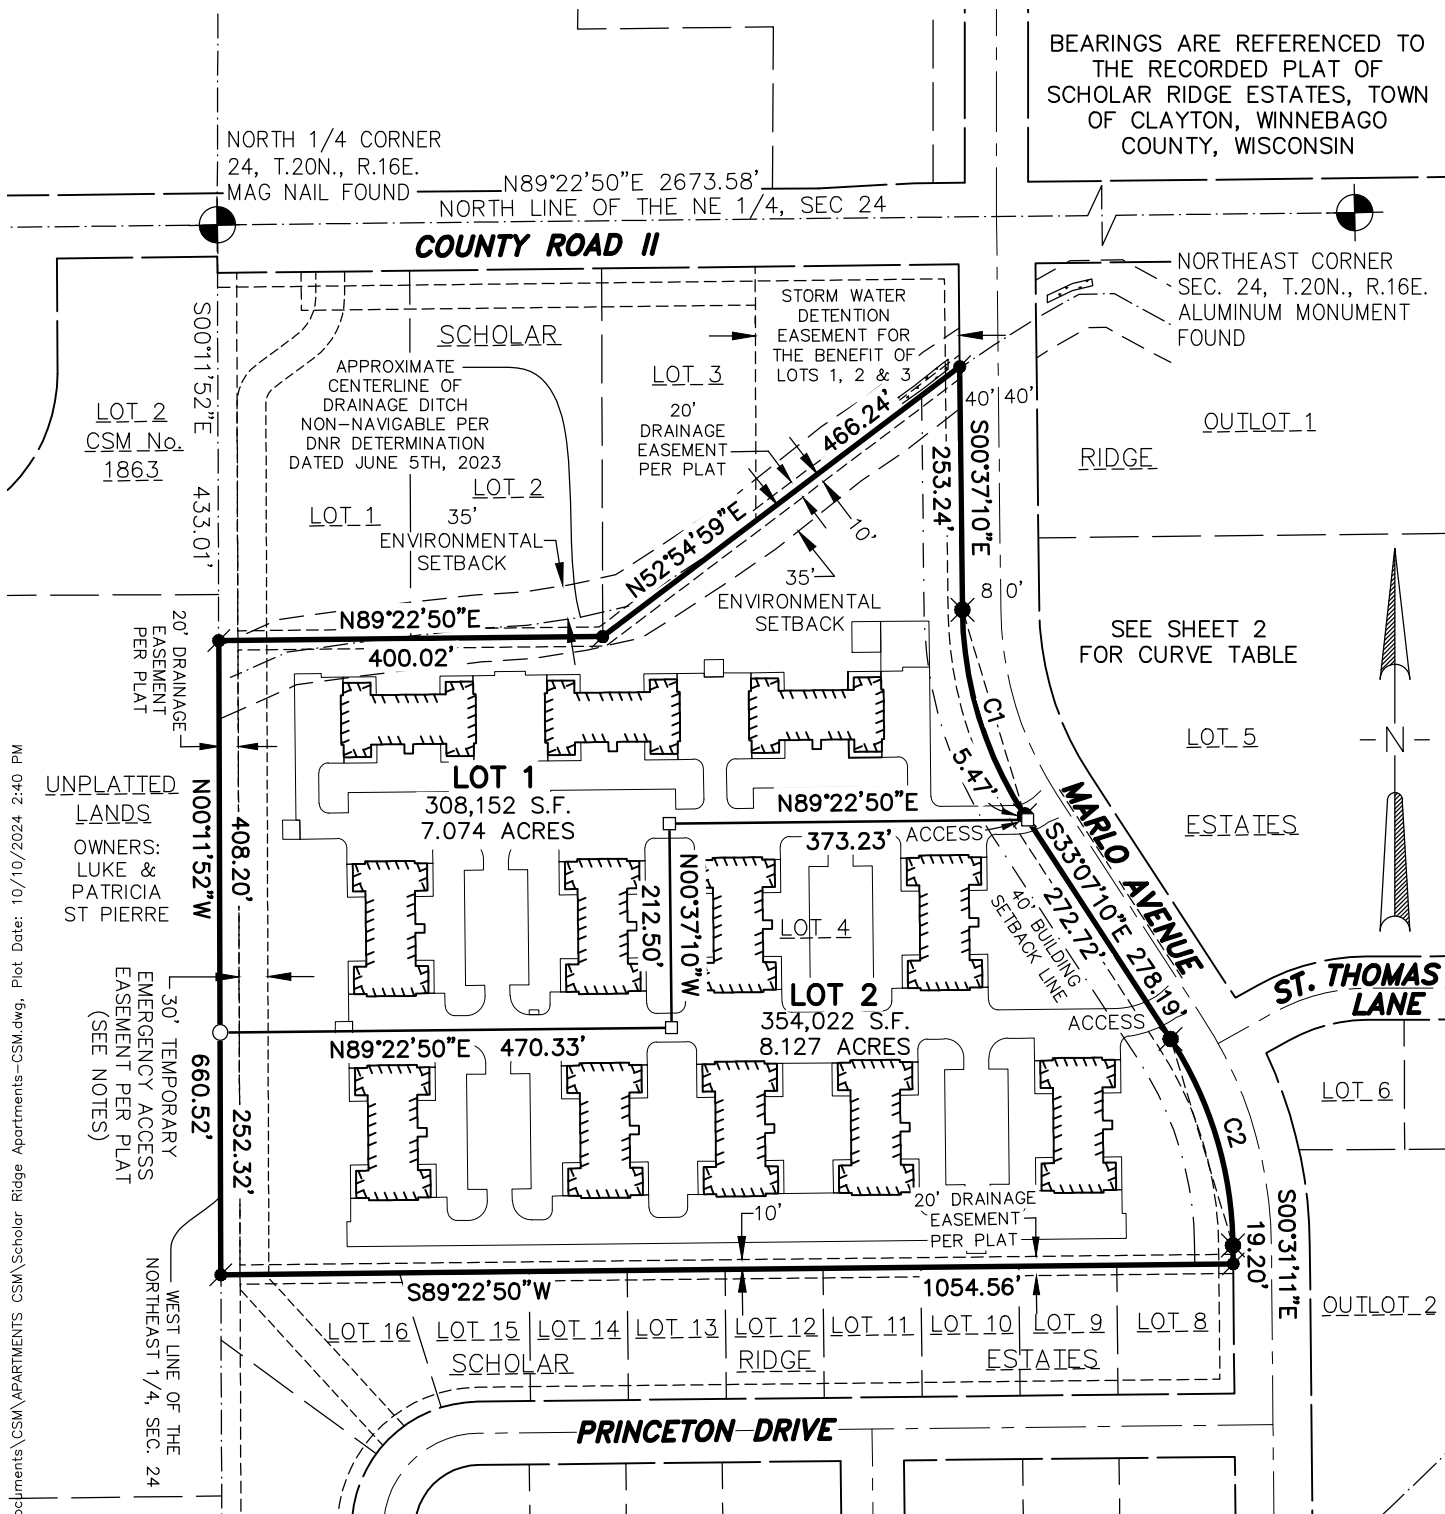 BEARINGS ARE REFERENCED TO
THE RECORDED PLAT OF
SCHOLAR RIDGE ESTATES, TOWN
OF CLAYTON, WINNEBAGO
COUNTY, WISCONSIN
NORTH 1/4 CORNER
24, T.20N., R.16E.
MAG NAIL FOUND
N89°22'50"E 2673.58'
NORTH LINE OF THE NE 1/4, SEC 24
COUNTY ROAD II
NORTHEAST CORNER
SEC. 24, T.20N., R.16E.
ALUMINUM MONUMENT
FOUND
STORM WATER
DETENTION
EASEMENT FOR
THE BENEFIT OF
LOTS 1, 2 & 3
S00°11'52"E
433.01'
SCHOLAR
APPROXIMATE
CENTERLINE OF
DRAINAGE DITCH
NON-NAVIGABLE PER
DNR DETERMINATION
DATED JUNE 5TH, 2023
LOT 3
20'
DRAINAGE
EASEMENT
PER PLAT
LOT 2
CSM No.
1863
LOT 2
LOT 1
35'
ENVIRONMENTAL
SETBACK
466.24'
N52°54'59"E
10'
40' 40'
253.24'
S00°37'10"E
OUTLOT 1
RIDGE
35'
ENVIRONMENTAL
SETBACK
80'
N89°22'50"E
400.02'
20' DRAINAGE
EASEMENT
PER PLAT
SEE SHEET 2
FOR CURVE TABLE
C1
5.47'
N
LOT 5
ESTATES
MARLO AVENUE
UNPLATTED
LANDS
OWNERS:
LUKE &
PATRICIA
ST PIERRE
N00°11'52"W
660.52'
408.20'
LOT 1
308,152 S.F.
7.074 ACRES
N89°22'50"E
373.23'
ACCESS
N00°37'10"W
212.50'
S33°07'10"E 278.19'
272.72'
40' BUILDING
SETBACK LINE
LOT 4
LOT 2
354,022 S.F.
8.127 ACRES
ACCESS
ST. THOMAS
LANE
30' TEMPORARY
EMERGENCY ACCESS
EASEMENT PER PLAT
(SEE NOTES)
N89°22'50"E 470.33'
LOT 6
252.32'
C2
20' DRAINAGE
EASEMENT
PER PLAT
10'
S00°31'11"E
19.20'
S89°22'50"W
1054.56'
OUTLOT 2
WEST LINE OF THE
NORTHEAST 1/4, SEC. 24
LOT 16
LOT 15
LOT 14
LOT 13
LOT 12
LOT 11
LOT 10
LOT 9
LOT 8
SCHOLAR
RIDGE
ESTATES
PRINCETON DRIVE
ocuments\CSM\APARTMENTS CSM\Scholar Ridge Apartments-CSM.dwg, Plot Date: 10/10/2024 2:40 PM